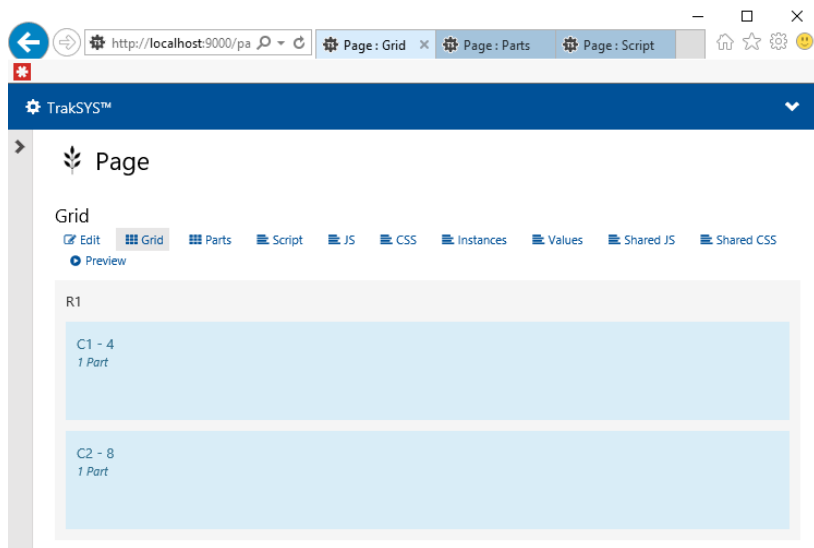 http://localhost:9000/pa
Page : Grid
Page : Parts
Page : Script
TrakSYS™
Page
Grid
Edit Grid Parts Script JS CSS Instances Values Shared JS Shared CSS
Preview
R1
C1 - 4
1 Part
C2 - 8
1 Part